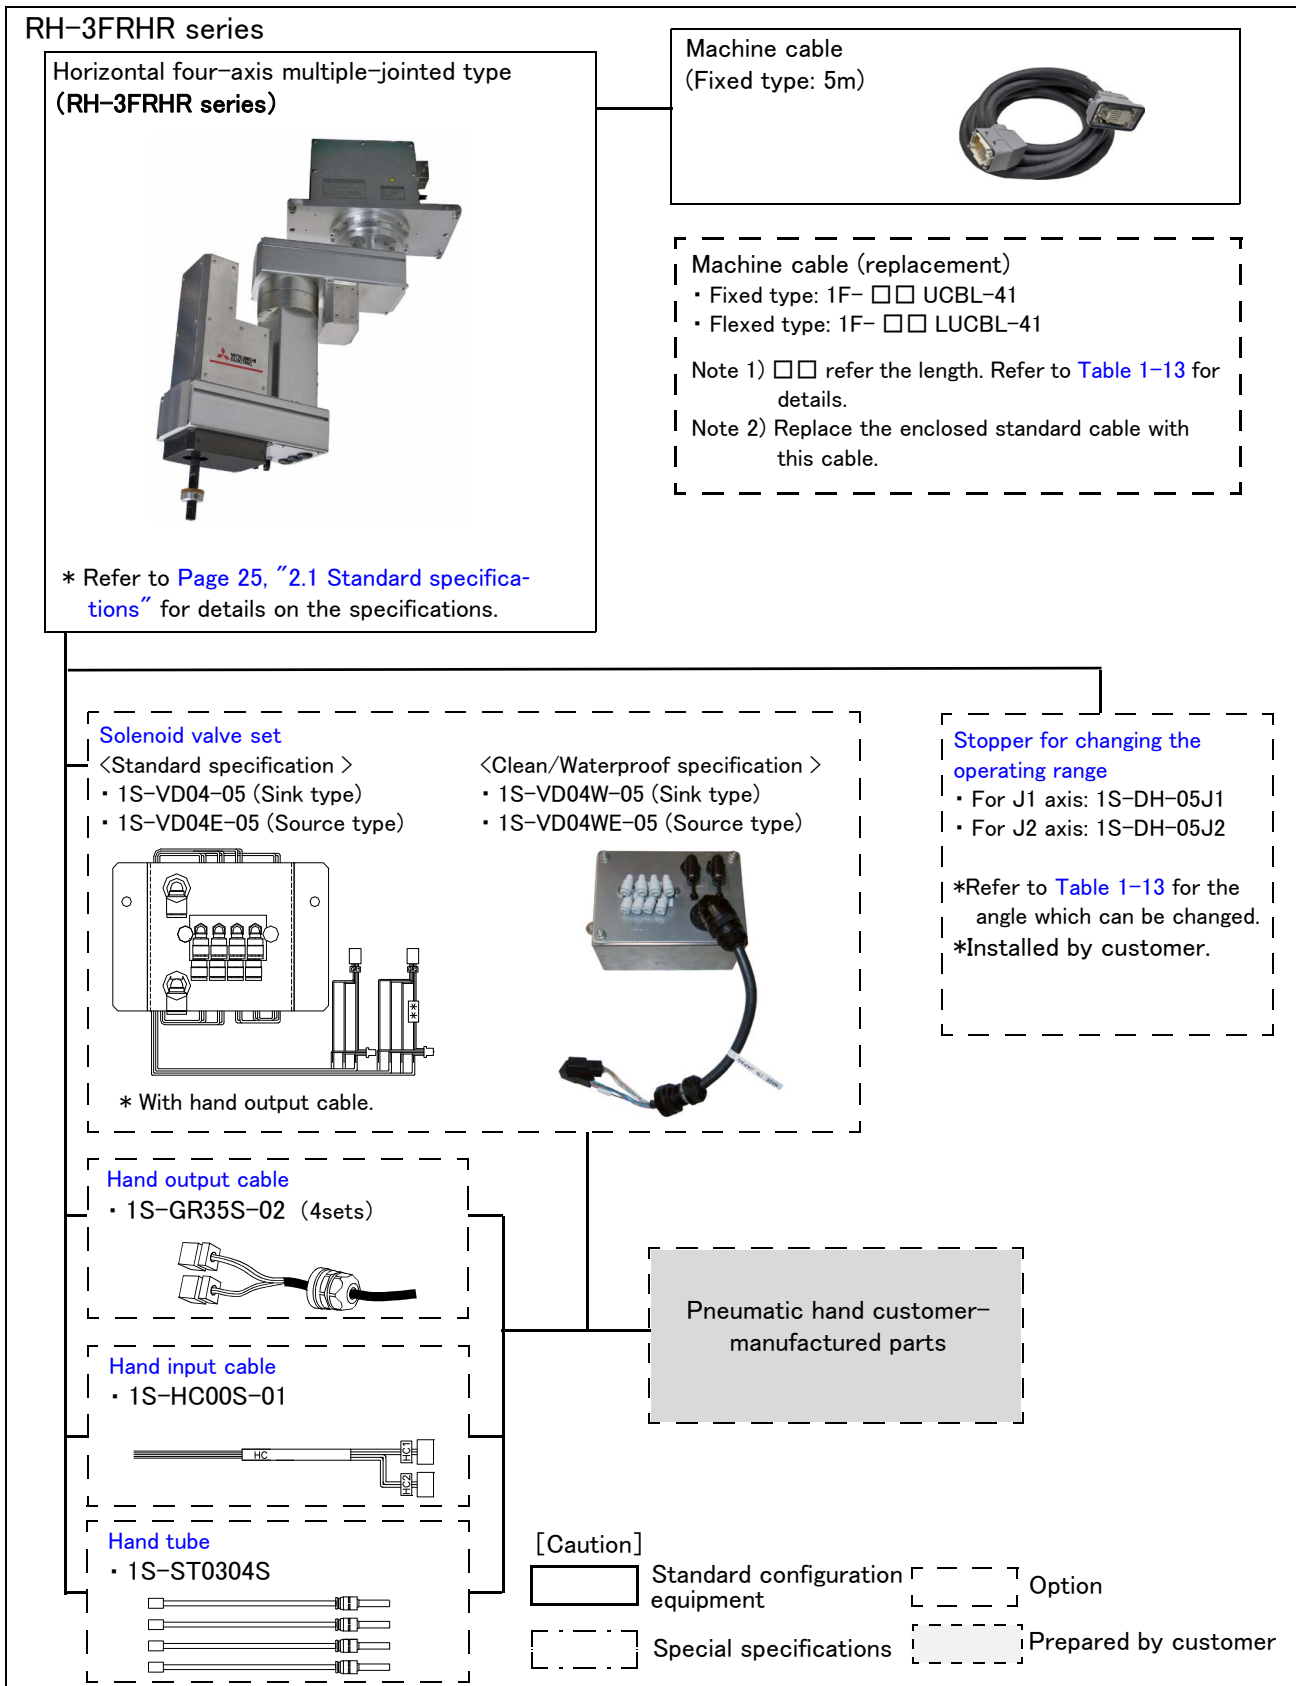 RH-3FRHR series
Horizontal four-axis multiple-jointed type
(RH-3FRHR series)
MITSUBISHI
ELECTRIC
* Refer to Page 25, "2.1 Standard specifica-
tions" for details on the specifications.
Machine cable
(Fixed type: 5m)
Machine cable (replacement)
・Fixed type: 1F- □□ UCBL-41
・Flexed type: 1F- □□ LUCBL-41
Note 1) □□ refer the length. Refer to Table 1-13 for
details.
Note 2) Replace the enclosed standard cable with
this cable.
Solenoid valve set
<Standard specification >
・1S-VD04-05 (Sink type)
・1S-VD04E-05 (Source type)
<Clean/Waterproof specification >
・1S-VD04W-05 (Sink type)
・1S-VD04WE-05 (Source type)
**
MADE IN JAPAN
* With hand output cable.
Stopper for changing the
operating range
・For J1 axis: 1S-DH-05J1
・For J2 axis: 1S-DH-05J2
*Refer to Table 1-13 for the
angle which can be changed.
*Installed by customer.
Hand output cable
・1S-GR35S-02 (4sets)
Hand input cable
・1S-HC00S-01
HC
HC1
HC2
Hand tube
・1S-ST0304S
Pneumatic hand customer-
manufactured parts
[Caution]
Standard configuration
equipment
Option
Special specifications
Prepared by customer